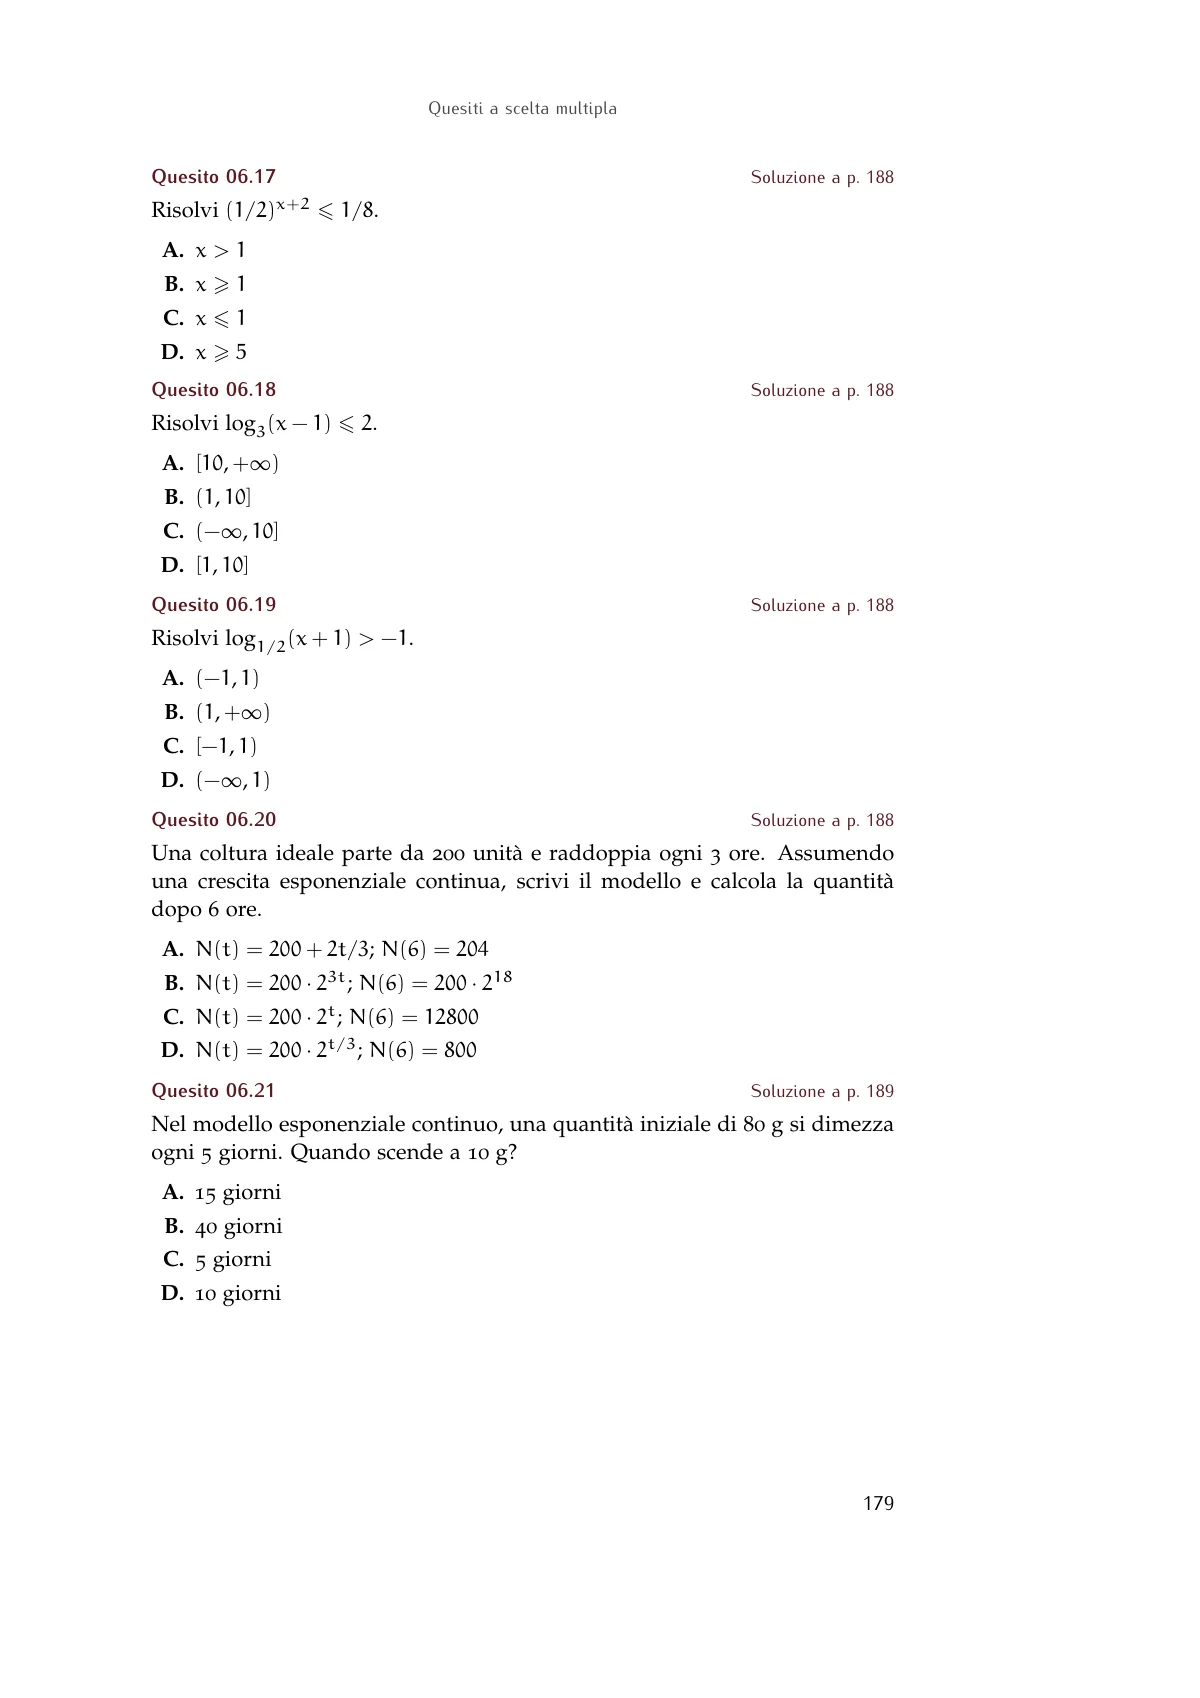 Quesiti a scelta multipla
Quesito 06.17 Soluzione a p. 188
Risolvi (1/2)^{x+2} ⩽ 1/8.
A. x > 1
B. x ⩾ 1
C. x ⩽ 1
D. x ⩾ 5
Quesito 06.18 Soluzione a p. 188
Risolvi log_3(x − 1) ⩽ 2.
A. [10, +∞)
B. (1, 10]
C. (−∞, 10]
D. [1, 10]
Quesito 06.19 Soluzione a p. 188
Risolvi log_{1/2}(x + 1) > −1.
A. (−1, 1)
B. (1, +∞)
C. [−1, 1)
D. (−∞, 1)
Quesito 06.20 Soluzione a p. 188
Una coltura ideale parte da 200 unità e raddoppia ogni 3 ore. Assumendo
una crescita esponenziale continua, scrivi il modello e calcola la quantità
dopo 6 ore.
A. N(t) = 200 + 2t/3; N(6) = 204
B. N(t) = 200 · 2^{3t}; N(6) = 200 · 2^{18}
C. N(t) = 200 · 2^t; N(6) = 12800
D. N(t) = 200 · 2^{t/3}; N(6) = 800
Quesito 06.21 Soluzione a p. 189
Nel modello esponenziale continuo, una quantità iniziale di 80 g si dimezza
ogni 5 giorni. Quando scende a 10 g?
A. 15 giorni
B. 40 giorni
C. 5 giorni
D. 10 giorni
179